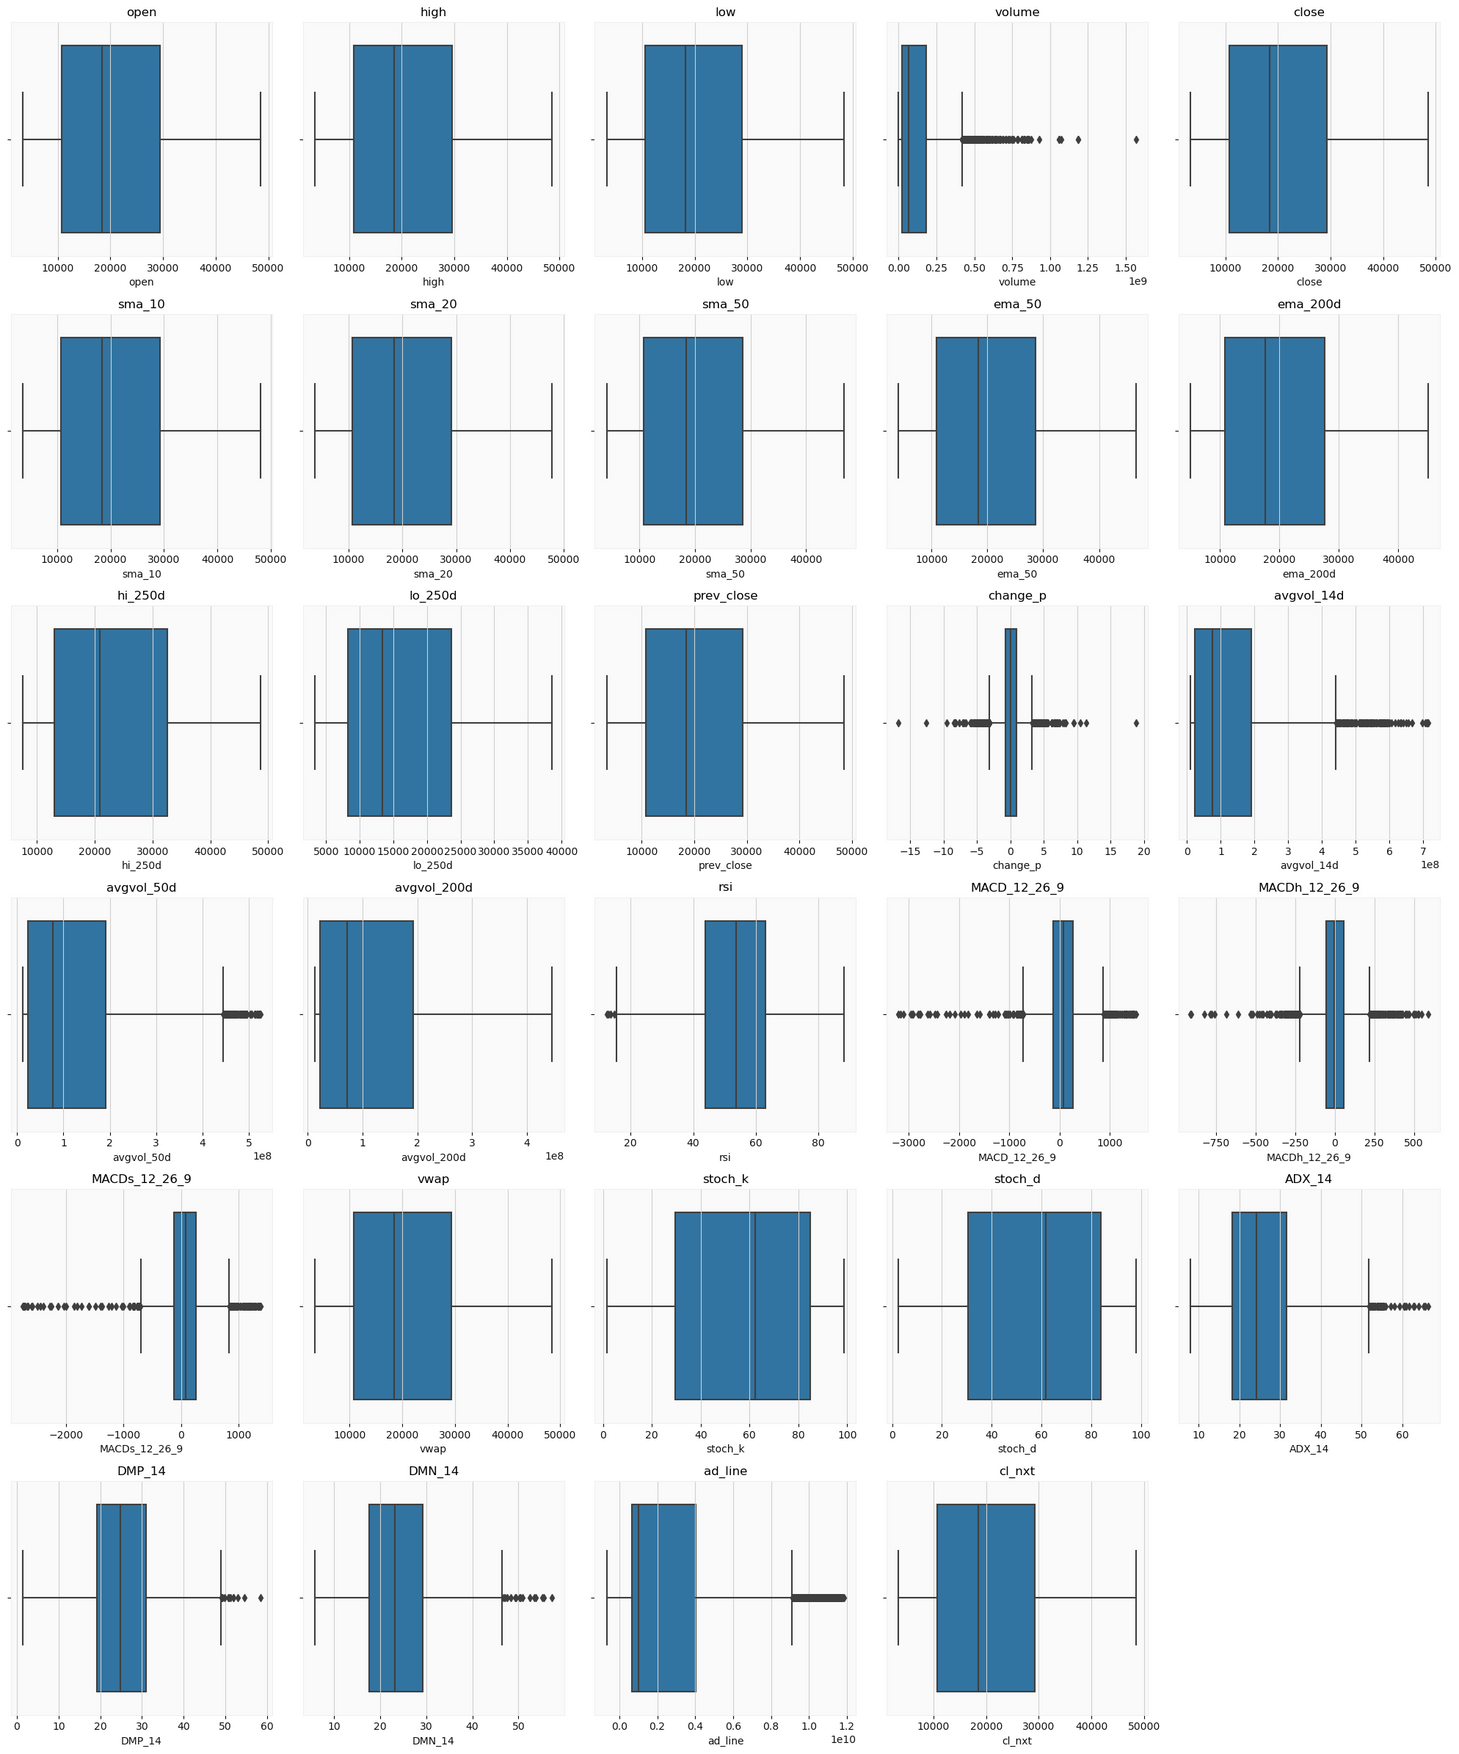 open high low volume close
10000 20000 30000 40000 50000 10000 20000 30000 40000 50000 10000 20000 30000 40000 50000 0.00 0.25 0.50 0.75 1.00 1.25 1.50 10000 20000 30000 40000 50000
open high low volume 1e9 close
sma_10 sma_20 sma_50 ema_50 ema_200d
10000 20000 30000 40000 50000 10000 20000 30000 40000 50000 10000 20000 30000 40000 10000 20000 30000 40000 10000 20000 30000 40000
sma_10 sma_20 sma_50 ema_50 ema_200d
hi_250d lo_250d prev_close change_p avgvol_14d
10000 20000 30000 40000 50000 5000 10000 15000 20000 25000 30000 35000 40000 10000 20000 30000 40000 50000 −15 −10 −5 0 5 10 15 20 0 1 2 3 4 5 6 7
hi_250d lo_250d prev_close change_p avgvol_14d 1e8
avgvol_50d avgvol_200d rsi MACD_12_26_9 MACDh_12_26_9
0 1 2 3 4 5 0 1 2 3 4 20 40 60 80 −3000 −2000 −1000 0 1000 −750 −500 −250 0 250 500
avgvol_50d 1e8 avgvol_200d 1e8 rsi MACD_12_26_9 MACDh_12_26_9
MACDs_12_26_9 vwap stoch_k stoch_d ADX_14
−2000 −1000 0 1000 10000 20000 30000 40000 50000 0 20 40 60 80 100 0 20 40 60 80 100 10 20 30 40 50 60
MACDs_12_26_9 vwap stoch_k stoch_d ADX_14
DMP_14 DMN_14 ad_line cl_nxt
0 10 20 30 40 50 60 10 20 30 40 50 0.0 0.2 0.4 0.6 0.8 1.0 1.2 10000 20000 30000 40000 50000
DMP_14 DMN_14 ad_line 1e10 cl_nxt